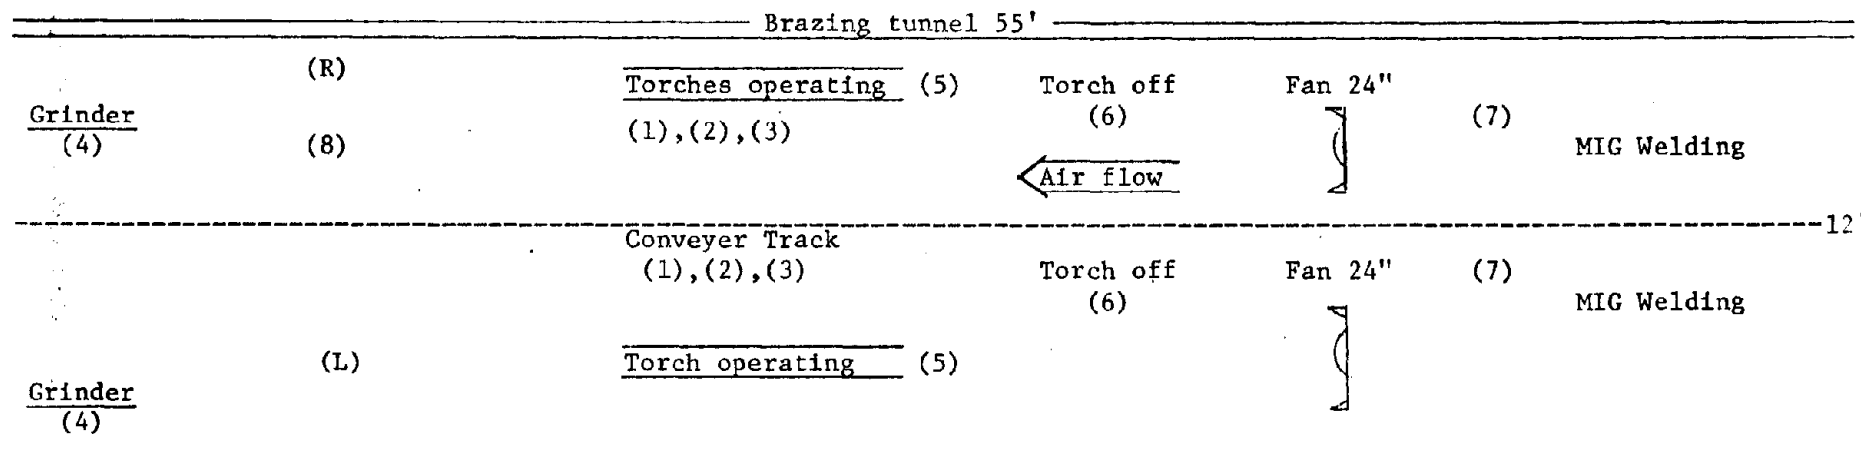 Brazing tunnel 55'
(R)
Torches operating (5) Torch off Fan 24"
Grinder (6) (7)
(4) (8) (1),(2),(3) MIG Welding
Air flow
12'
Conveyer Track
(1),(2),(3) Torch off Fan 24" (7)
(6) MIG Welding
(L) Torch operating (5)
Grinder
(4)